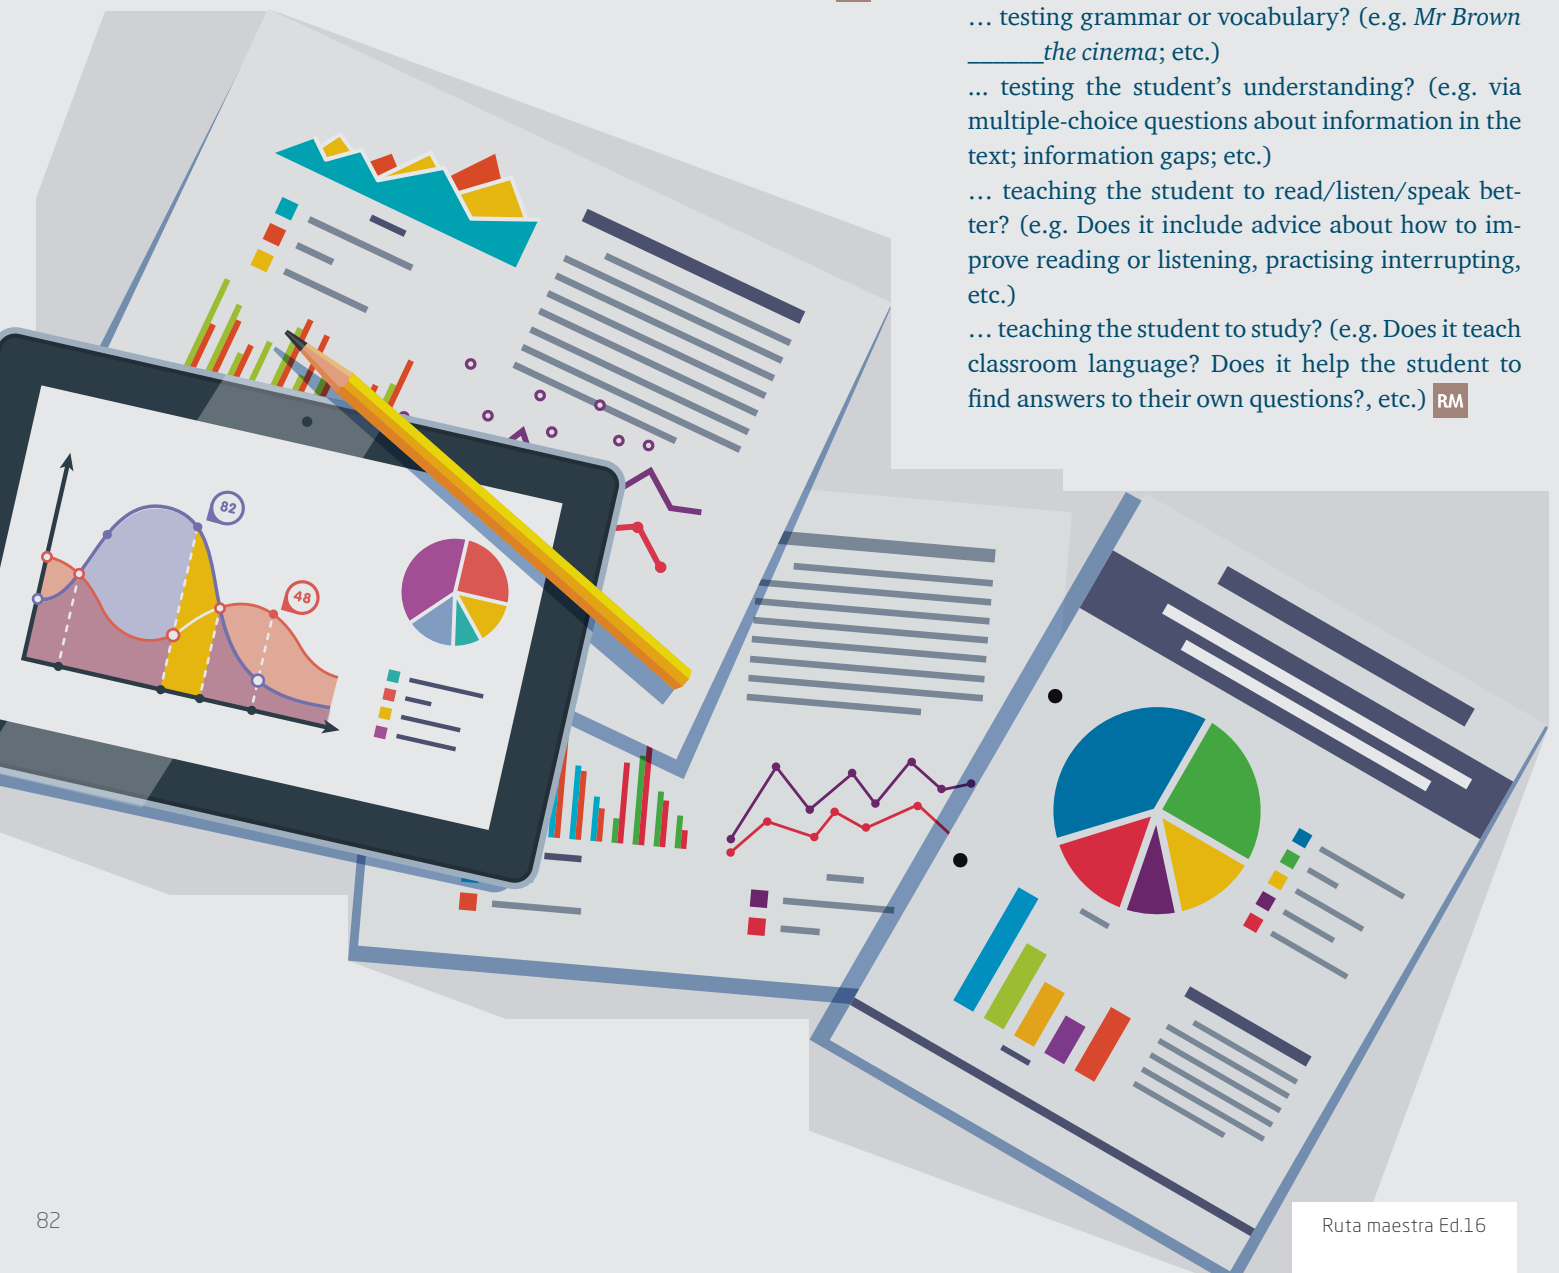 … testing grammar or vocabulary? (e.g. Mr Brown
______the cinema; etc.)
... testing the student’s understanding? (e.g. via
multiple-choice questions about information in the
text; information gaps; etc.)
… teaching the student to read/listen/speak bet-
ter? (e.g. Does it include advice about how to im-
prove reading or listening, practising interrupting,
etc.)
… teaching the student to study? (e.g. Does it teach
classroom language? Does it help the student to
find answers to their own questions?, etc.) RM
82
48
82
Ruta maestra Ed.16